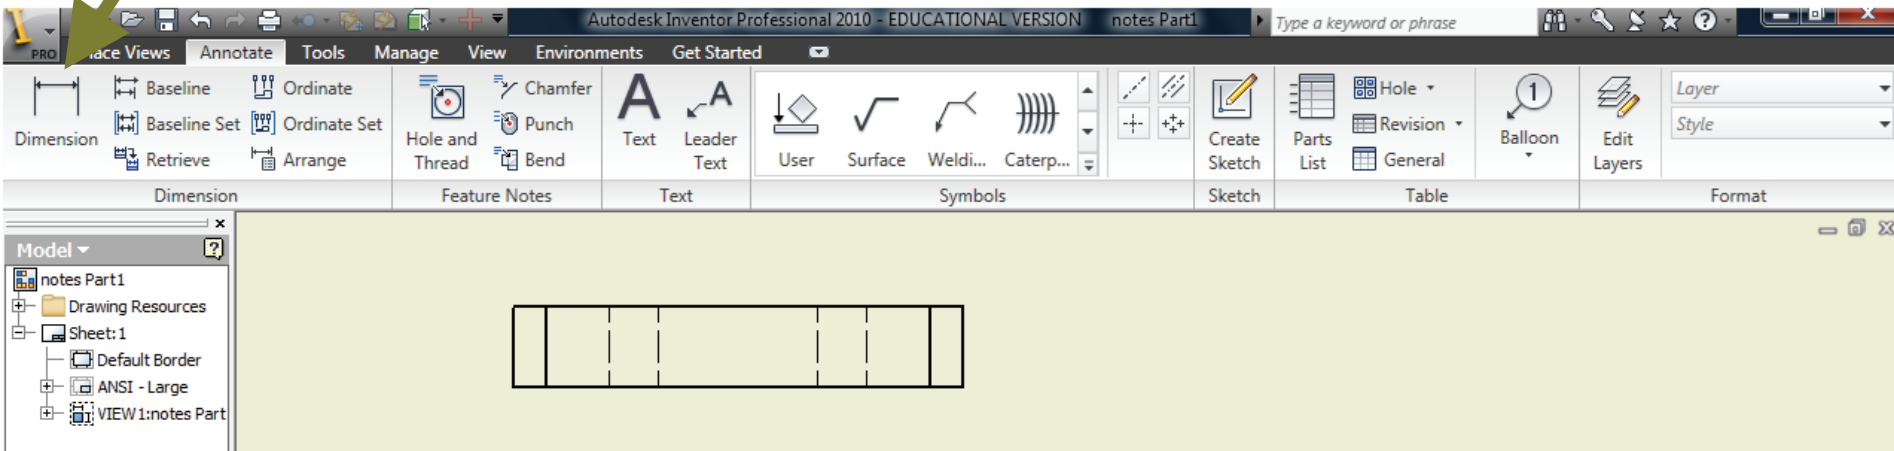 Autodesk Inventor Professional 2010 - EDUCATIONAL VERSION notes Part1
Type a keyword or phrase
PRO
ace Views Annotate Tools Manage View Environments Get Started
Dimension
Baseline
Baseline Set
Retrieve
Ordinate
Ordinate Set
Arrange
Dimension
Hole and
Thread
Chamfer
Punch
Bend
Feature Notes
A
Text
A
Leader
Text
Text
User
Surface
Weldi...
Caterp...
Symbols
Create
Sketch
Sketch
Parts
List
Hole
Revision
General
Table
1
Balloon
Edit
Layers
Layer
Style
Format
Model
notes Part1
Drawing Resources
Sheet:1
Default Border
ANSI - Large
VIEW1:notes Part